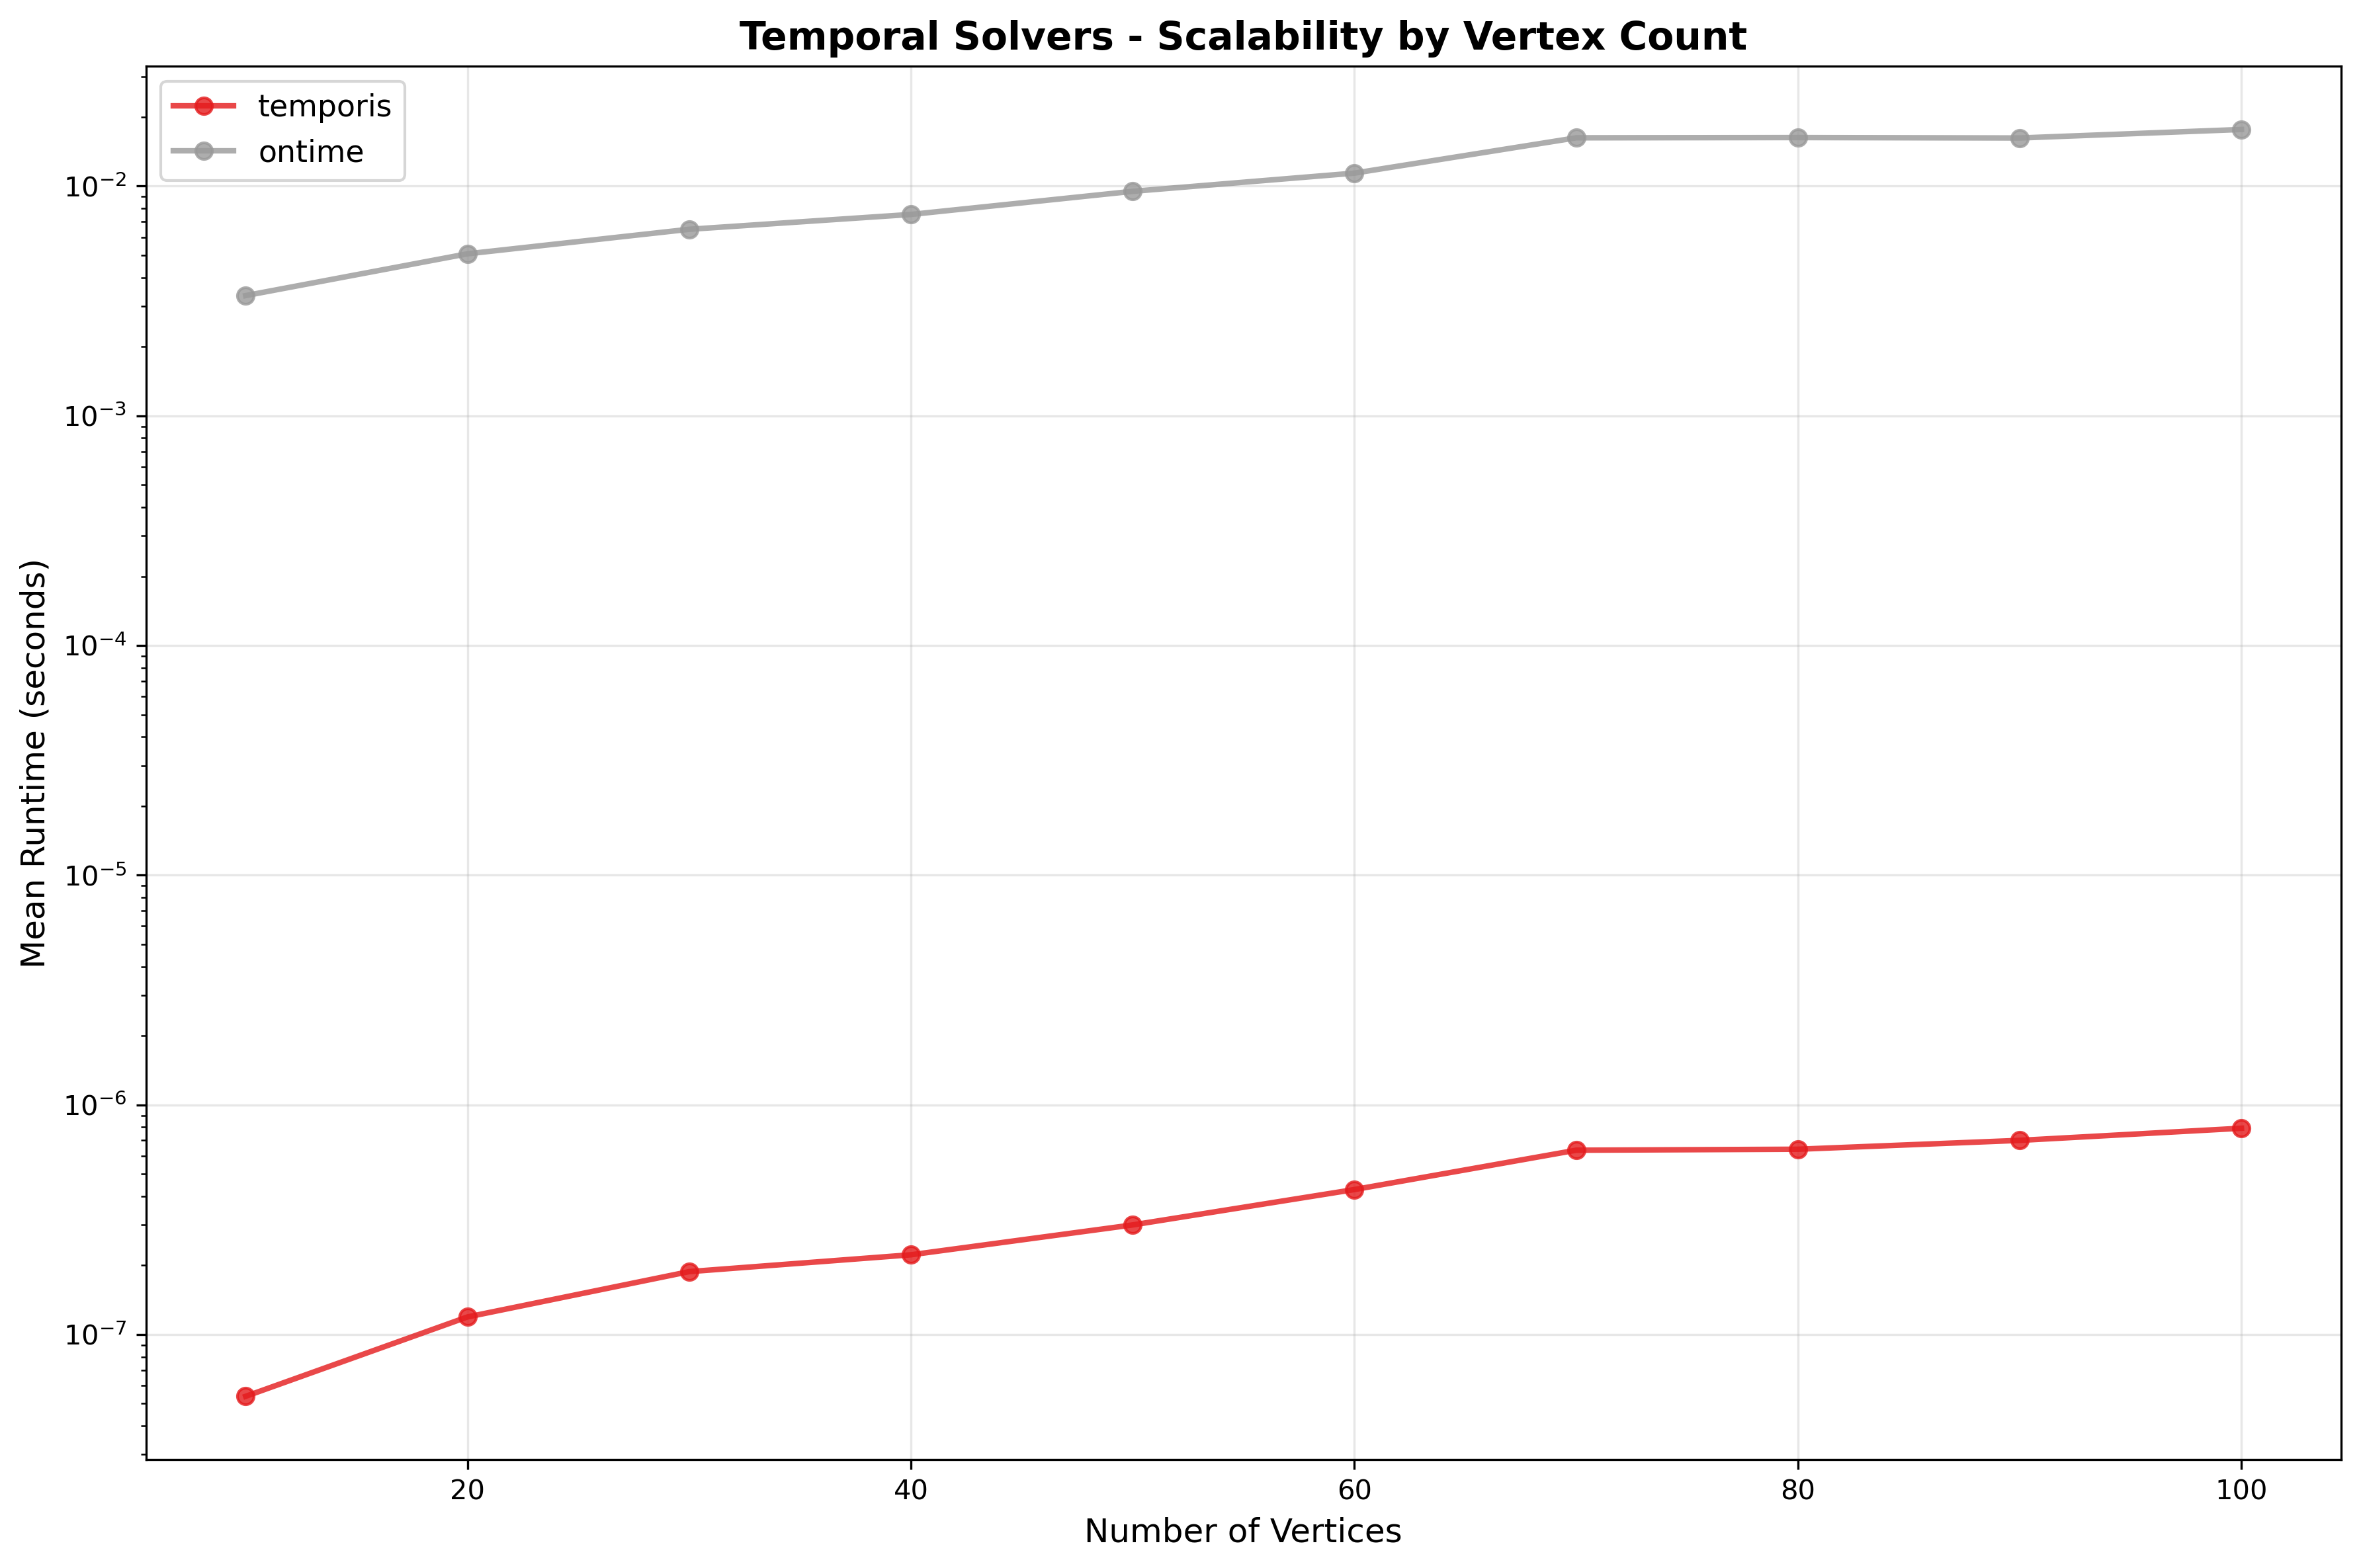 Temporal Solvers - Scalability by Vertex Count
temporis
ontime
Mean Runtime (seconds)
10⁻²
10⁻³
10⁻⁴
10⁻⁵
10⁻⁶
10⁻⁷
20 40 60 80 100
Number of Vertices